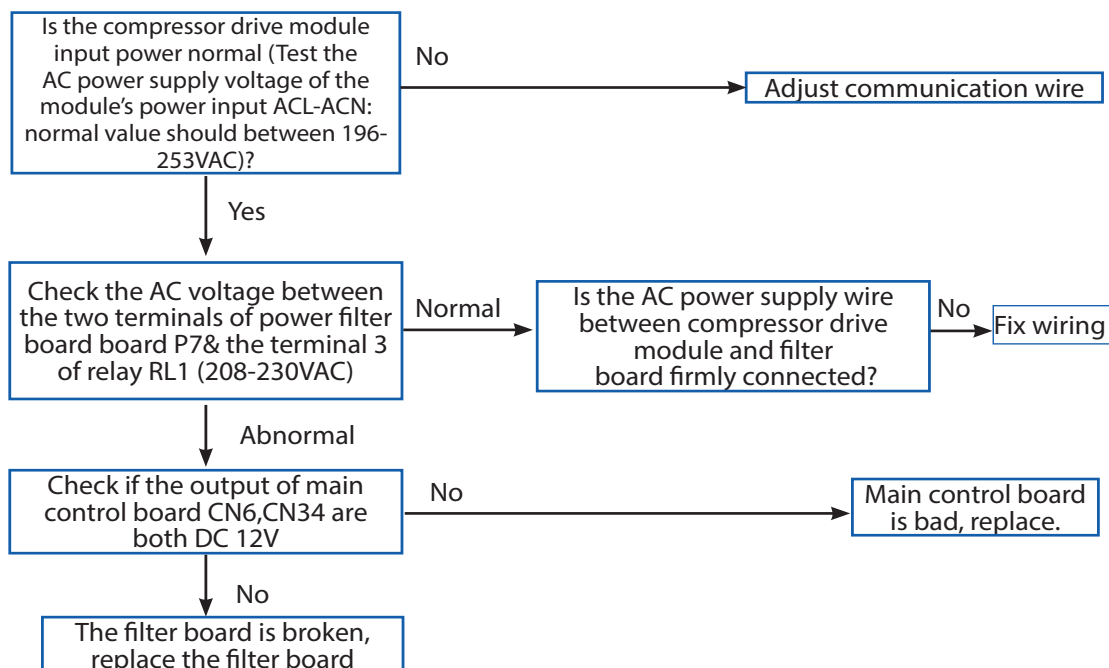 Is the compressor drive module
input power normal (Test the
AC power supply voltage of the
module's power input ACL-ACN:
normal value should between 196-
253VAC)?
No
Adjust communication wire
Yes
Check the AC voltage between
the two terminals of power filter
board board P7& the terminal 3
of relay RL1 (208-230VAC)
Normal
Is the AC power supply wire
between compressor drive
module and filter
board firmly connected?
No
Fix wiring
Abnormal
Check if the output of main
control board CN6,CN34 are
both DC 12V
No
Main control board
is bad, replace.
No
The filter board is broken,
replace the filter board